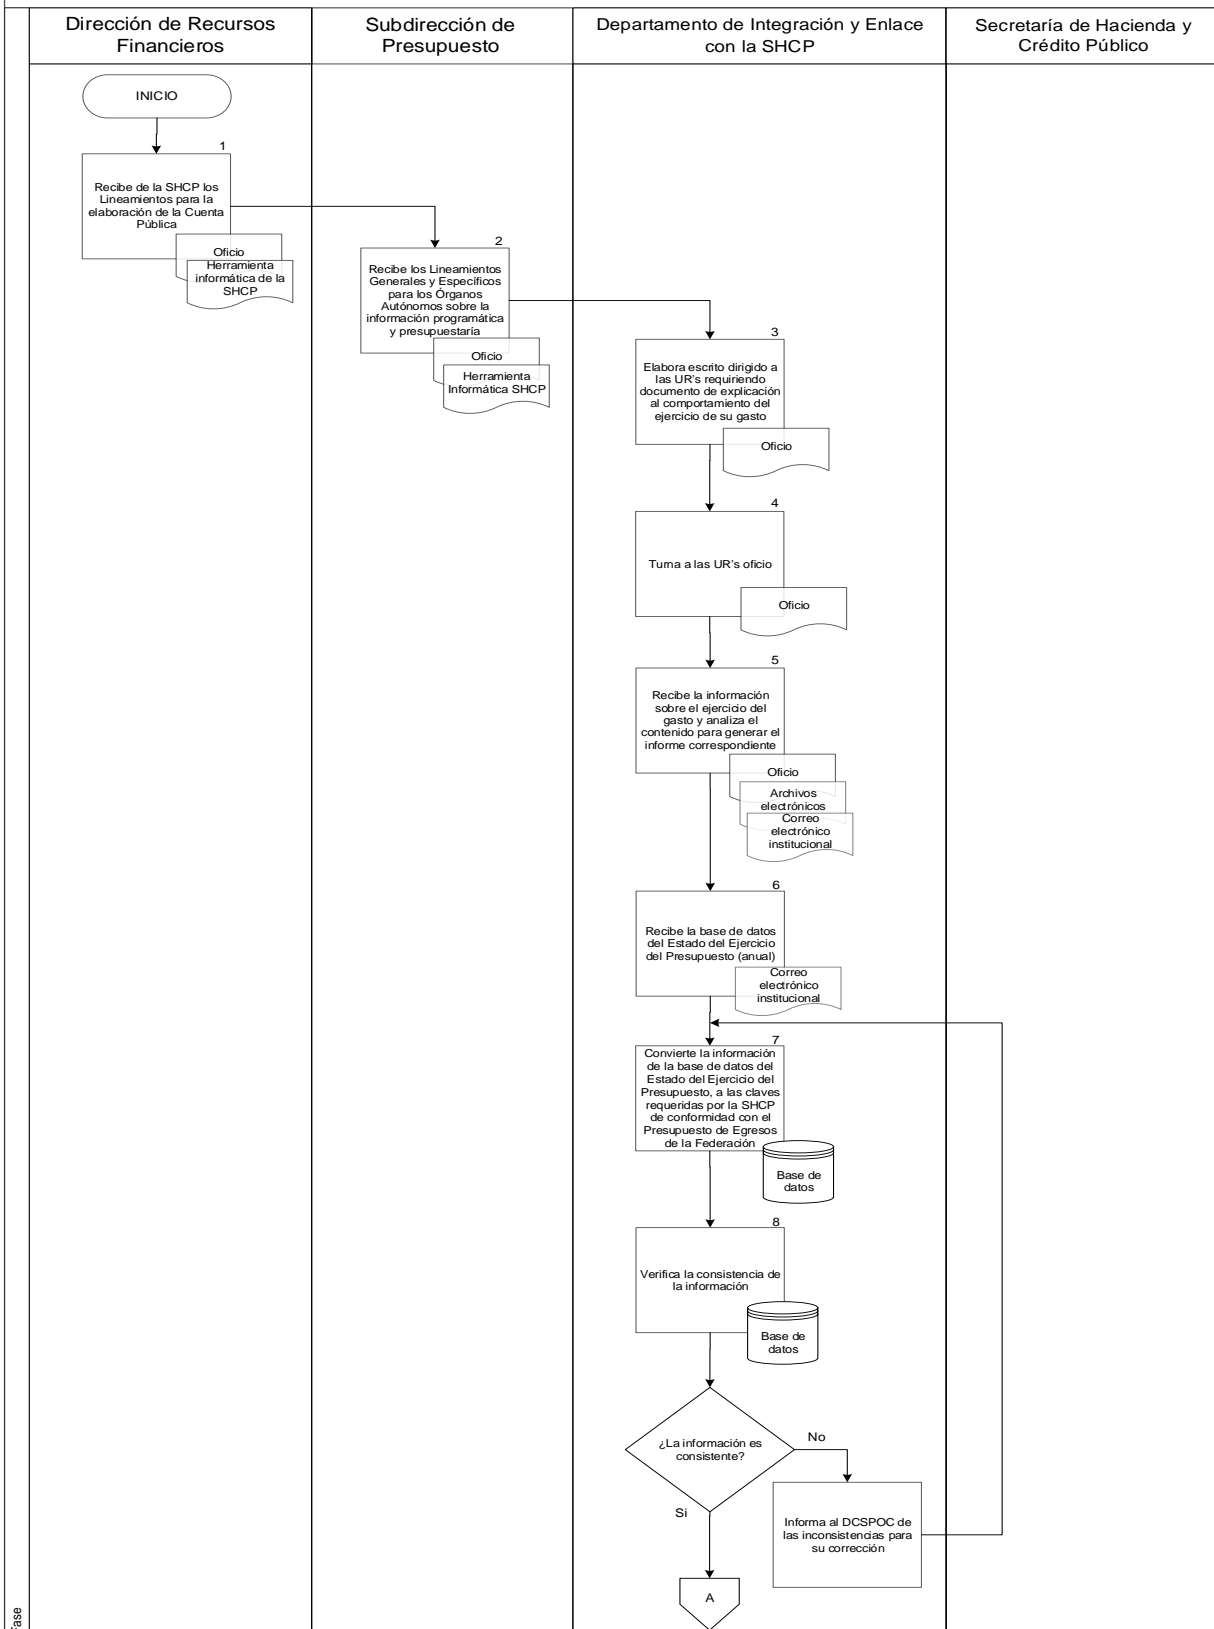 Dirección de Recursos
Financieros
Subdirección de
Presupuesto
Departamento de Integración y Enlace
con la SHCP
Secretaría de Hacienda y
Crédito Público
INICIO
1
Recibe de la SHCP los
Lineamientos para la
elaboración de la Cuenta
Pública
Oficio
Herramienta
informática de la
SHCP
2
Recibe los Lineamientos
Generales y Específicos
para los Órganos
Autónomos sobre la
información programática
y presupuestaría
Oficio
Herramienta
Informática SHCP
3
Elabora escrito dirigido a
las UR's requiriendo
documento de explicación
al comportamiento del
ejercicio de su gasto
Oficio
4
Turna a las UR's oficio
Oficio
5
Recibe la información
sobre el ejercicio del
gasto y analiza el
contenido para generar el
informe correspondiente
Oficio
Archivos
electrónicos
Correo
electrónico
institucional
6
Recibe la base de datos
del Estado del Ejercicio
del Presupuesto (anual)
Correo
electrónico
institucional
7
Convierte la información
de la base de datos del
Estado del Ejercicio del
Presupuesto, a las claves
requeridas por la SHCP
de conformidad con el
Presupuesto de Egresos
de la Federación
Base de
datos
8
Verifica la consistencia de
la información
Base de
datos
¿La información es
consistente?
No
Si
Informa al DCSPOC de
las inconsistencias para
su corrección
A
Fase